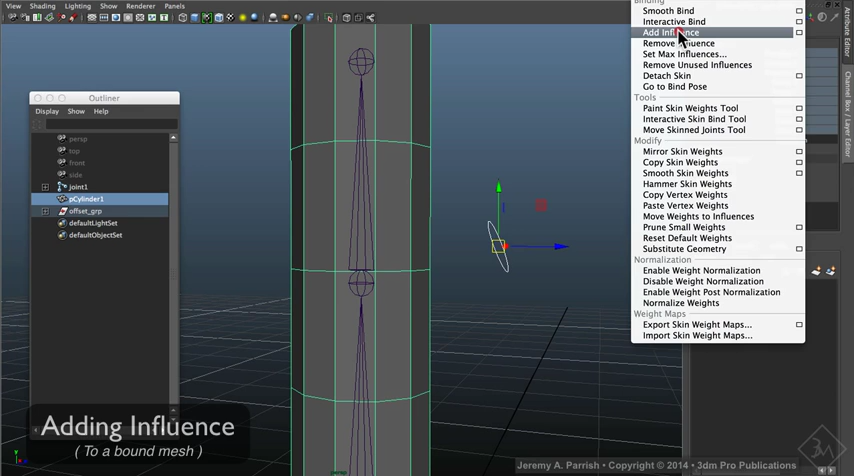 View Shading Lighting Show Renderer Panels
Outliner
Display Show Help
persp
top
front
side
joint1
pCylinder1
offset_grp
defaultLightSet
defaultObjectSet
Binding
Smooth Bind
Interactive Bind
Add Influence
Remove Influence
Set Max Influences...
Remove Unused Influences
Detach Skin
Go to Bind Pose
Tools
Paint Skin Weights Tool
Interactive Skin Bind Tool
Move Skinned Joints Tool
Modify
Mirror Skin Weights
Copy Skin Weights
Smooth Skin Weights
Hammer Skin Weights
Copy Vertex Weights
Paste Vertex Weights
Move Weights to Influences
Prune Small Weights
Reset Default Weights
Substitute Geometry
Normalization
Enable Weight Normalization
Disable Weight Normalization
Enable Weight Post Normalization
Normalize Weights
Weight Maps
Export Skin Weight Maps...
Import Skin Weight Maps...
Attribute Editor
Channel Box / Layer Editor
Adding Influence
( To a bound mesh )
persp
Jeremy A. Parrish • Copyright © 2014 • 3dm Pro Publications